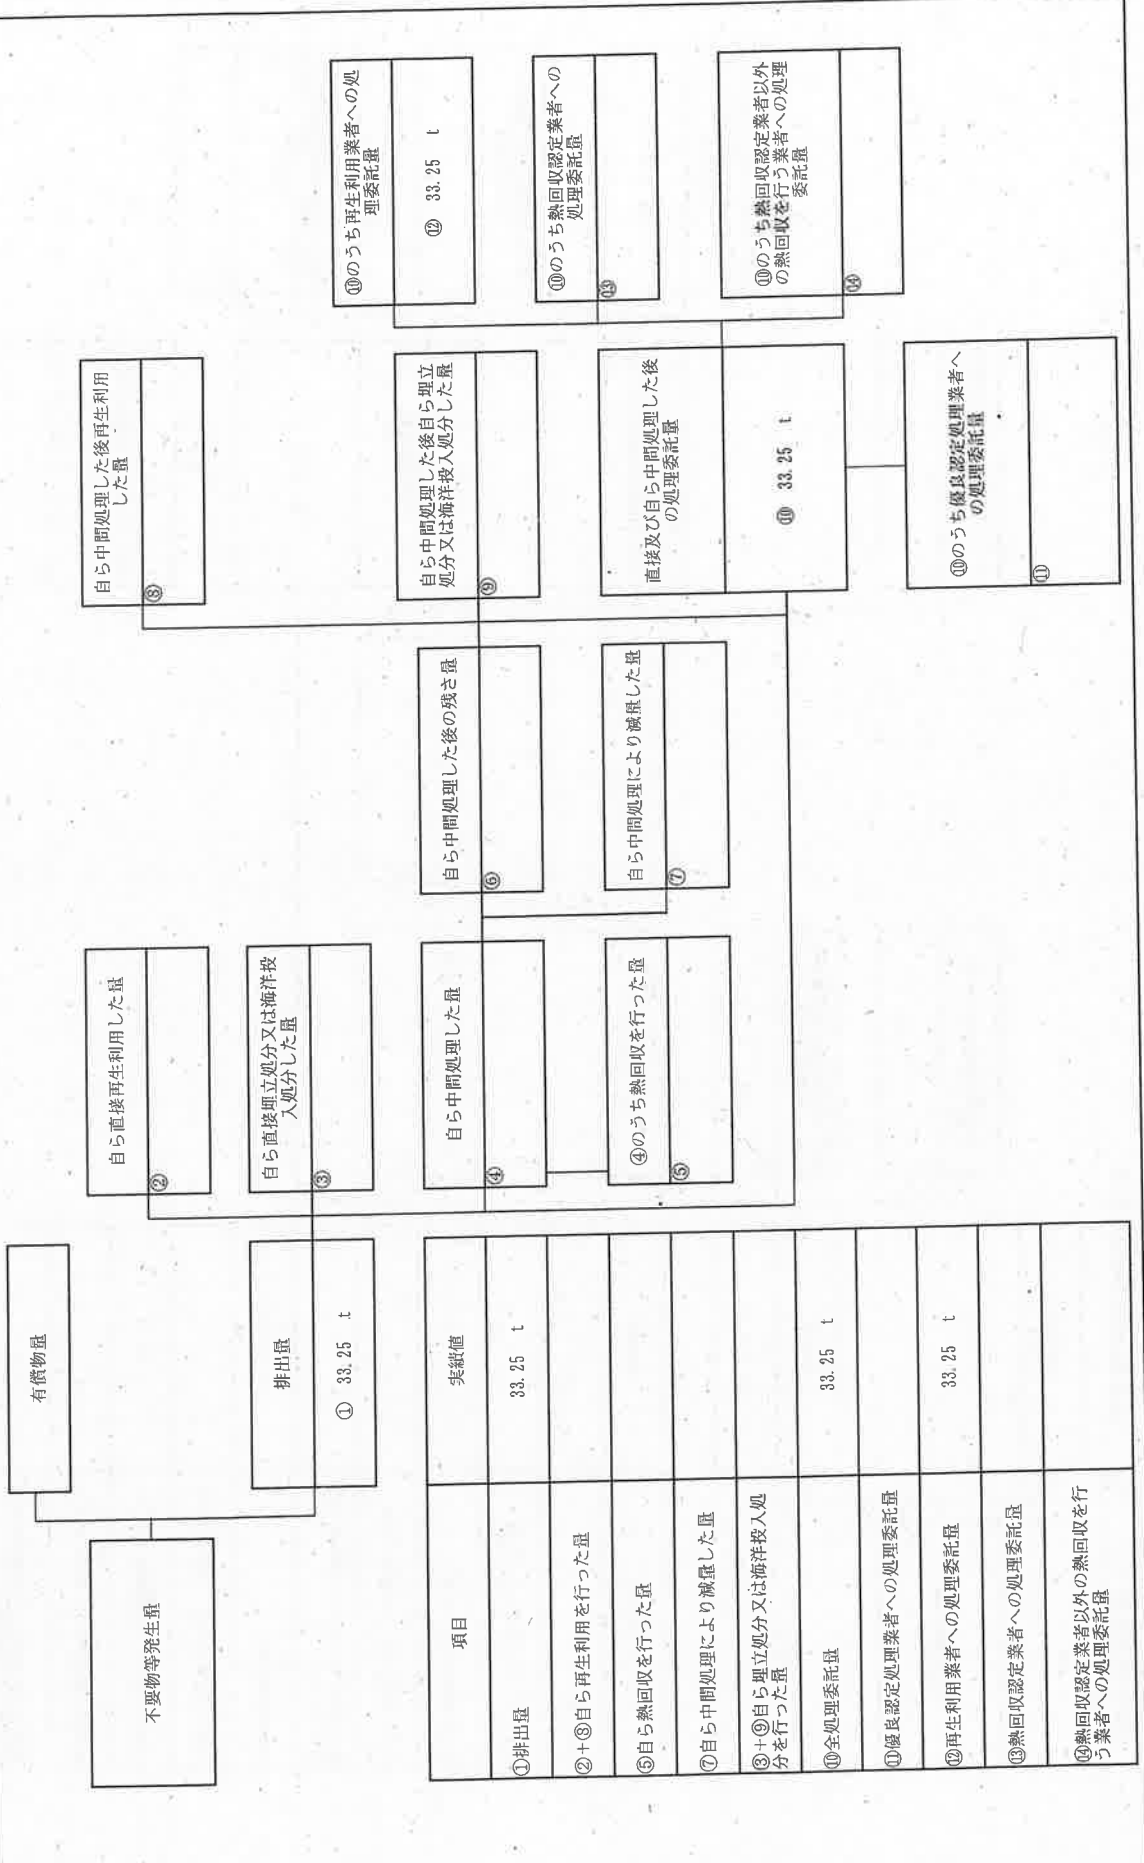 有償物量
不要物等発生量
排出量
① 33.25 t
自ら直接再生利用した量
②
自ら直接埋立処分又は海洋投
入処分した量
③
自ら中間処理した量
④
④のうち熱回収を行った量
⑤
自ら中間処理した後の残さ量
⑥
自ら中間処理により減量した量
⑦
自ら中間処理した後再生利用
した量
⑧
自ら中間処理した後自ら埋立
処分又は海洋投入処分した量
⑨
直接及び自ら中間処理した後
の処理委託量
⑩ 33.25 t
⑩のうち優良認定処理業者へ
の処理委託量
⑪
⑩のうち再生利用業者への処
理委託量
⑫ 33.25 t
⑩のうち熱回収認定業者への
処理委託量
⑬
⑩のうち熱回収認定業者以外
の熱回収を行う業者への処理
委託量
⑭
項目 実績値
①排出量 33.25 t
②+⑧自ら再生利用を行った量
⑤自ら熱回収を行った量
⑦自ら中間処理により減量した量
③+⑨自ら埋立処分又は海洋投入処
分を行った量
⑩全処理委託量 33.25 t
⑪優良認定処理業者への処理委託量
⑫再生利用業者への処理委託量 33.25 t
⑬熱回収認定業者への処理委託量
⑭熱回収認定業者以外の熱回収を行
う業者への処理委託量